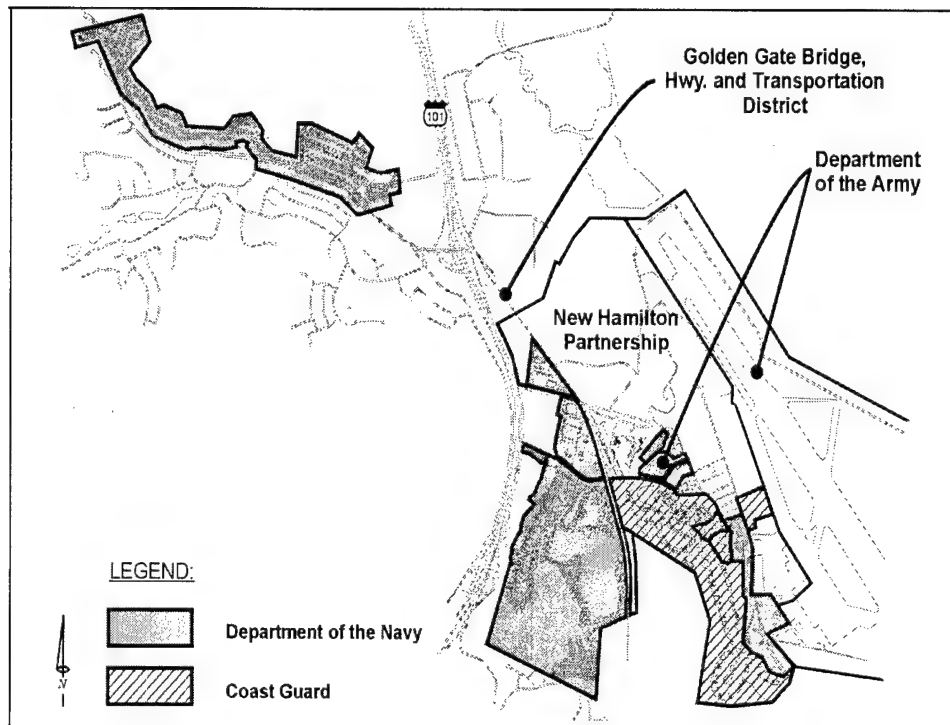 Golden Gate Bridge,
Hwy. and Transportation
District
101
Department
of the Army
New Hamilton
Partnership
LEGEND:
Department of the Navy
Coast Guard
N